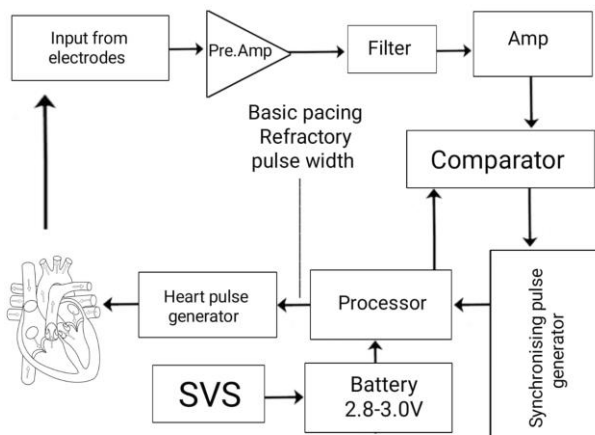 Input from
electrodes
Pre.Amp
Filter
Amp
Basic pacing
Refractory
pulse width
Comparator
Heart pulse
generator
Processor
Synchronising pulse
generator
SVS
Battery
2.8-3.0V